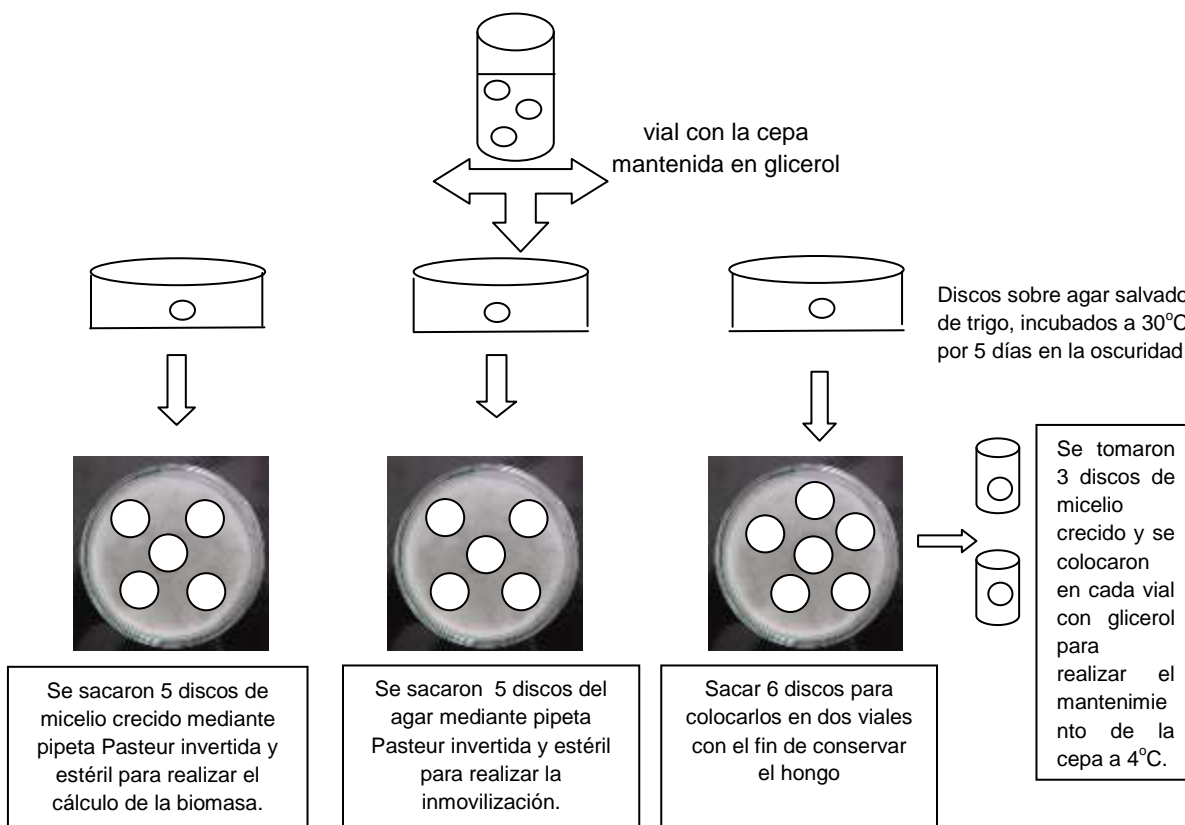 vial con la cepa
mantenida en glicerol
Discos sobre agar salvado
de trigo, incubados a 30°C
por 5 días en la oscuridad
Se tomaron
3 discos de
micelio
crecido y se
colocaron
en cada vial
con glicerol
para
realizar el
mantenimie
nto de la
cepa a 4°C.
Se sacaron 5 discos de
micelio crecido mediante
pipeta Pasteur invertida y
estéril para realizar el
cálculo de la biomasa.
Se sacaron 5 discos del
agar mediante pipeta
Pasteur invertida y estéril
para realizar la
inmovilización.
Sacar 6 discos para
colocarlos en dos viales
con el fin de conservar
el hongo